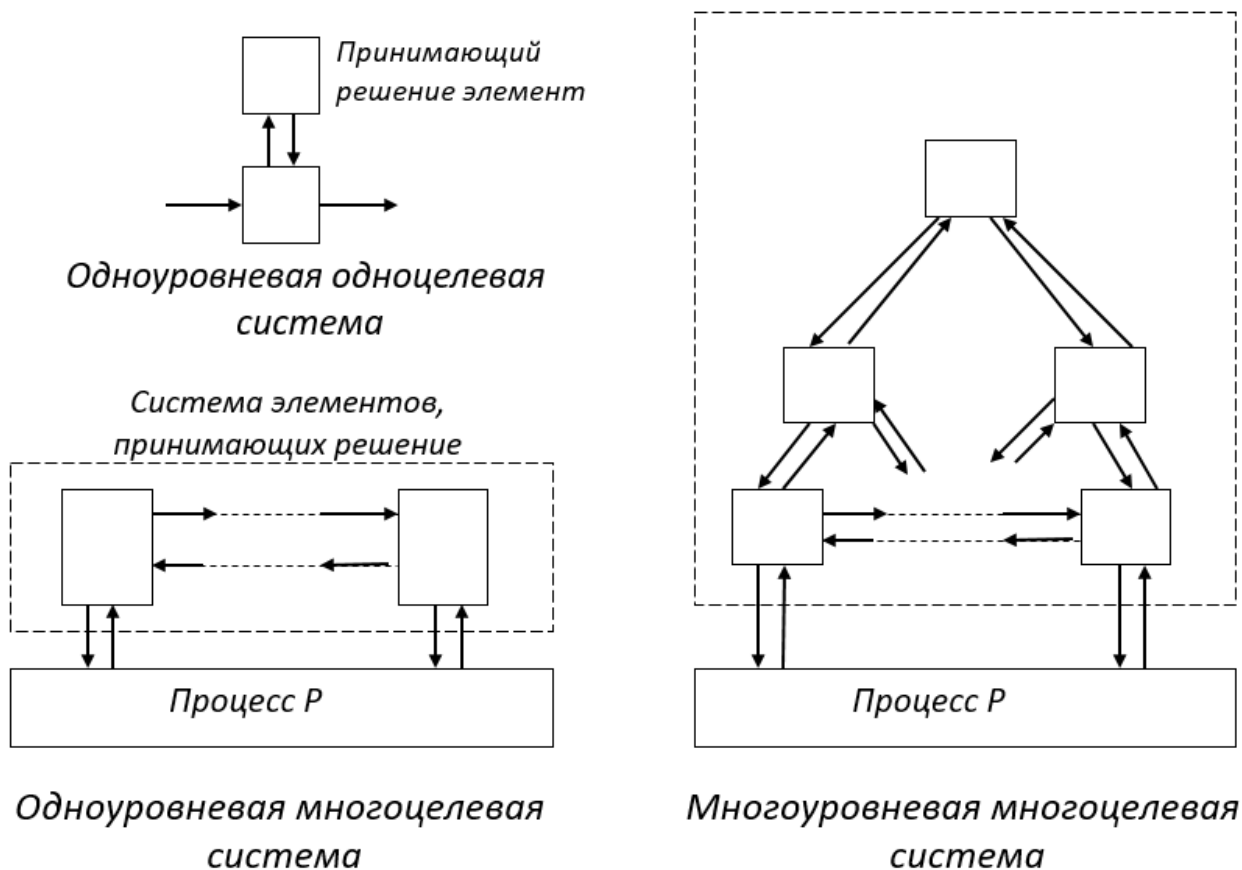 Принимающий
решение элемент
Одноуровневая одноцелевая
система
Система элементов,
принимающих решение
Процесс P
Одноуровневая многоцелевая
система
Процесс P
Многоуровневая многоцелевая
система